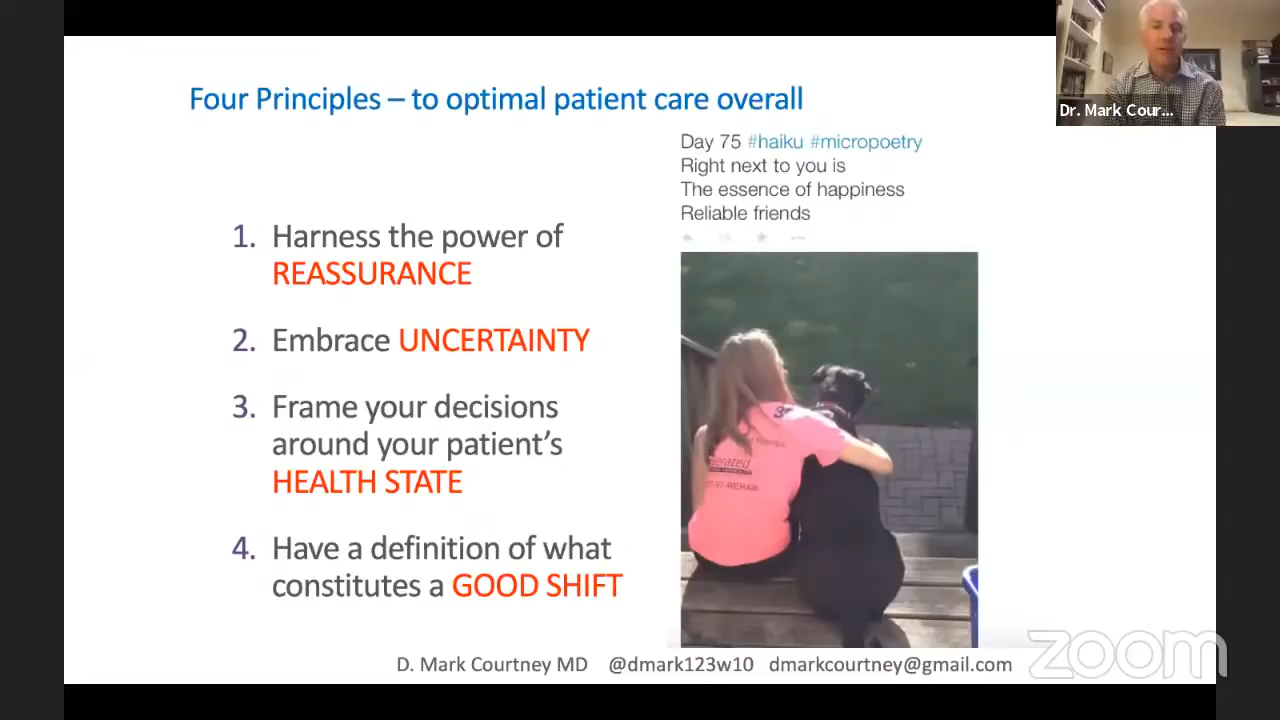 Four Principles – to optimal patient care overall
Dr. Mark Cour...
Day 75 #haiku #micropoetry
Right next to you is
The essence of happiness
Reliable friends
1. Harness the power of
REASSURANCE
2. Embrace UNCERTAINTY
3. Frame your decisions
around your patient’s
HEALTH STATE
4. Have a definition of what
constitutes a GOOD SHIFT
D. Mark Courtney MD @dmark123w10 dmarkcourtney@gmail.com
zoom